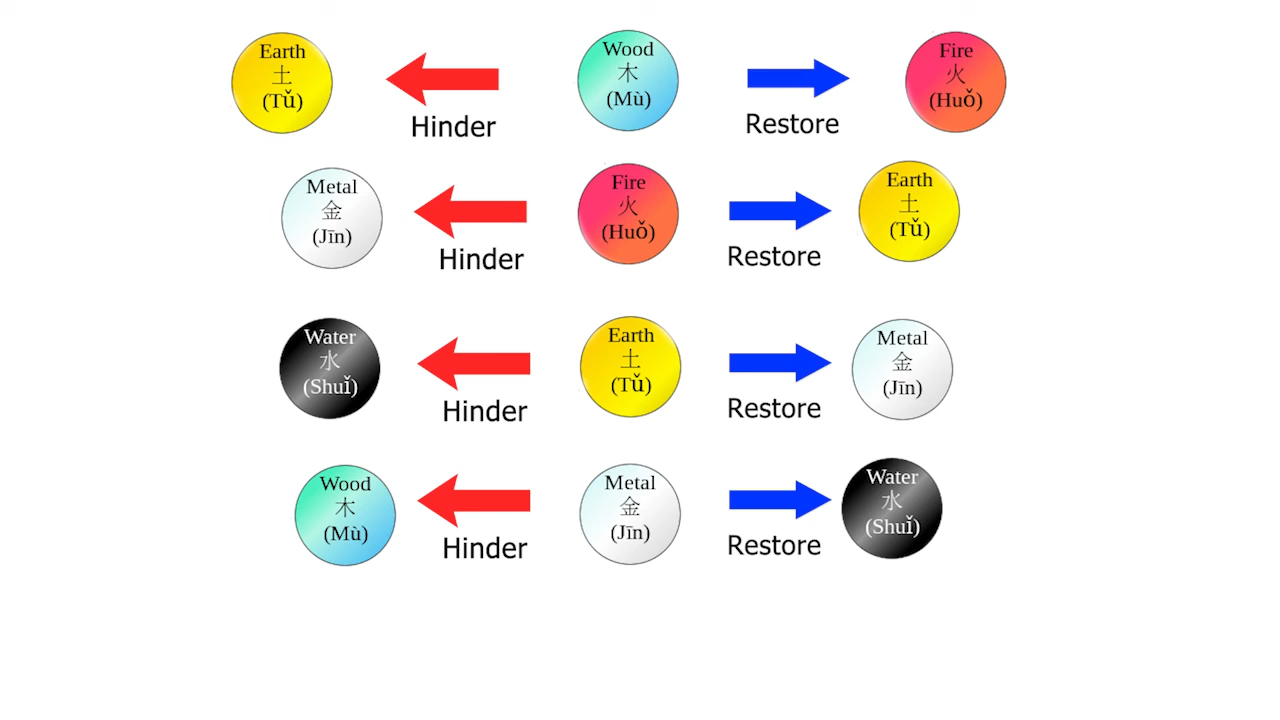 Earth
土
(Tǔ)
Hinder
Wood
木
(Mù)
Restore
Fire
火
(Huǒ)
Metal
金
(Jīn)
Hinder
Fire
火
(Huǒ)
Restore
Earth
土
(Tǔ)
Water
水
(Shuǐ)
Hinder
Earth
土
(Tǔ)
Restore
Metal
金
(Jīn)
Wood
木
(Mù)
Hinder
Metal
金
(Jīn)
Restore
Water
水
(Shuǐ)